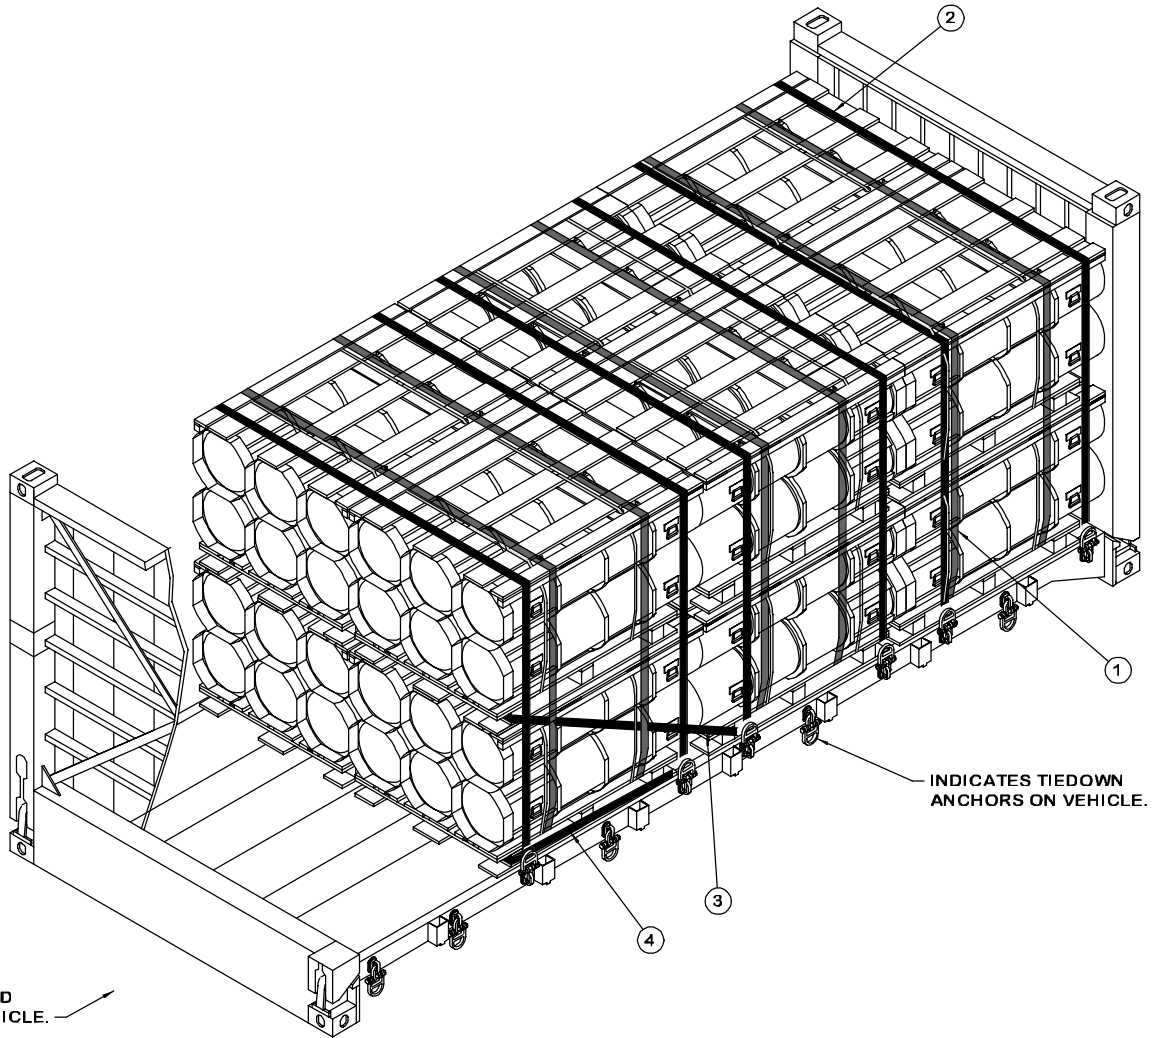 2
1
INDICATES TIEDOWN
ANCHORS ON VEHICLE.
3
4
D
ICLE.